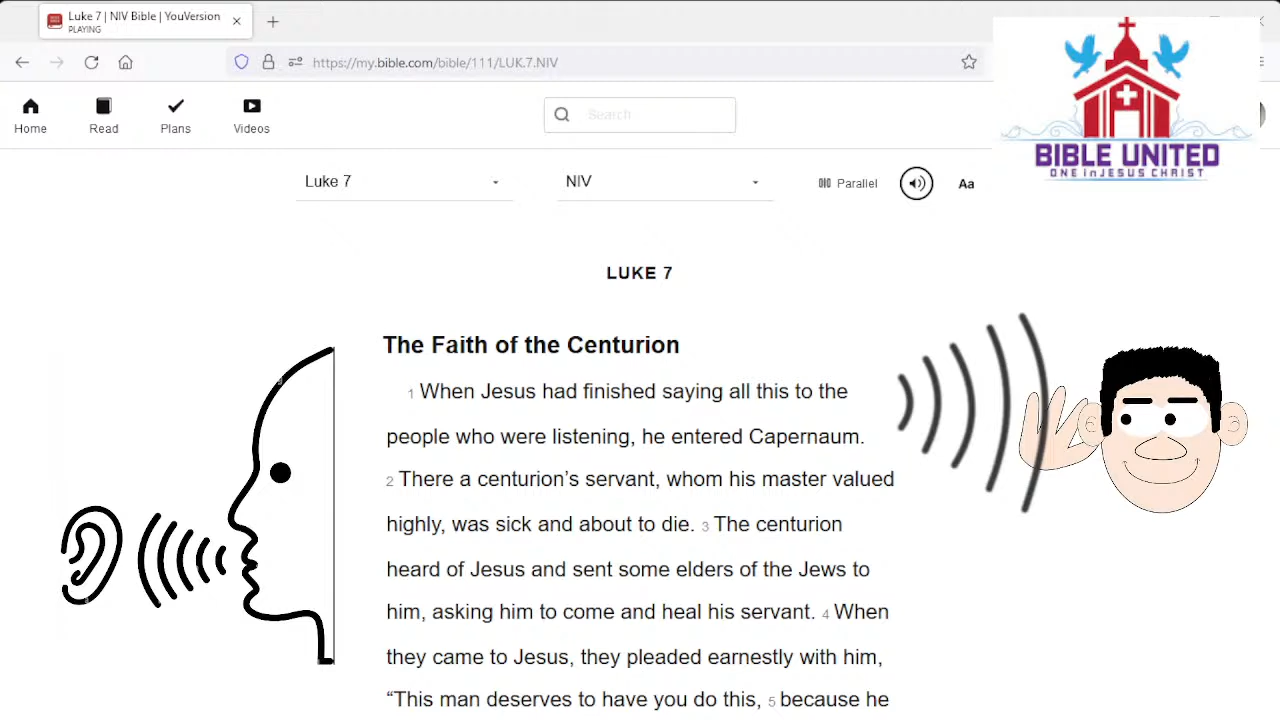 Luke 7 | NIV Bible | YouVersion
PLAYING
https://my.bible.com/bible/111/LUK.7.NIV
Home
Read
Plans
Videos
Search
BIBLE UNITED
ONE in JESUS CHRIST
Luke 7
NIV
Parallel
Aa
LUKE 7
The Faith of the Centurion
1 When Jesus had finished saying all this to the
people who were listening, he entered Capernaum.
2 There a centurion’s servant, whom his master valued
highly, was sick and about to die. 3 The centurion
heard of Jesus and sent some elders of the Jews to
him, asking him to come and heal his servant. 4 When
they came to Jesus, they pleaded earnestly with him,
“This man deserves to have you do this, 5 because he